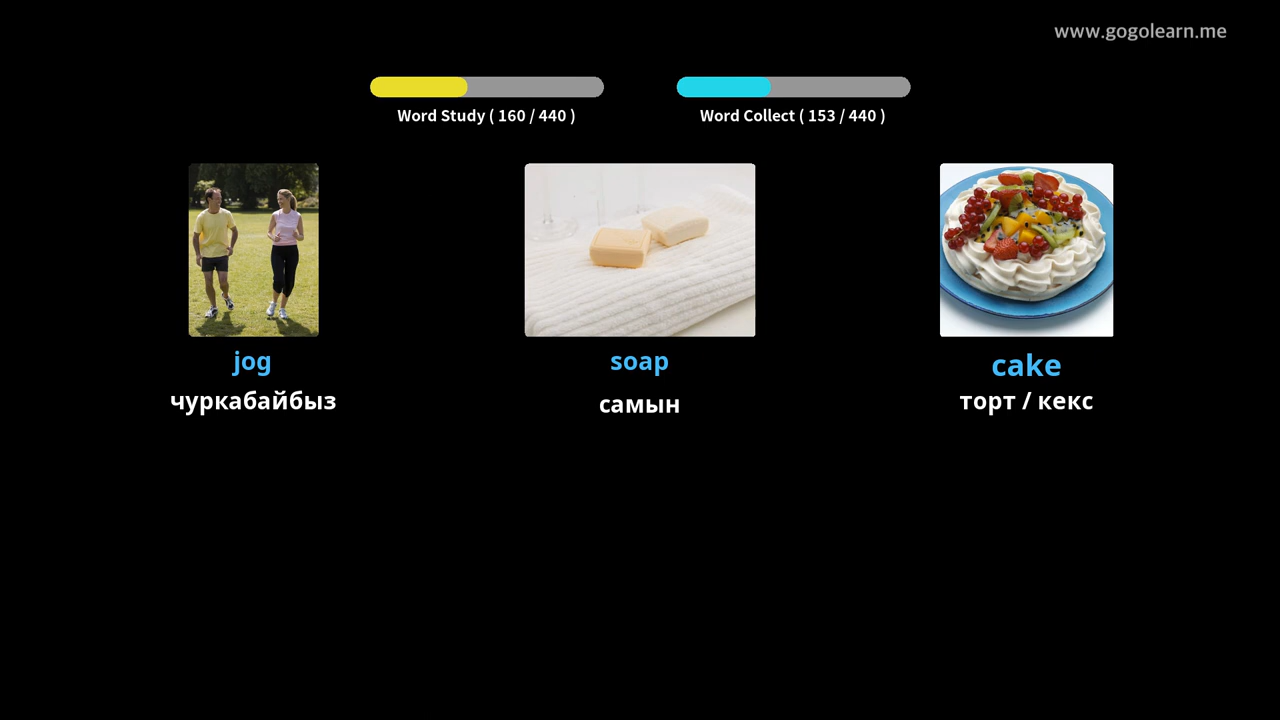 www.gogolearn.me
Word Study ( 160 / 440 )
Word Collect ( 153 / 440 )
jog
soap
cake
чуркабайбыз
самын
торт / кекс